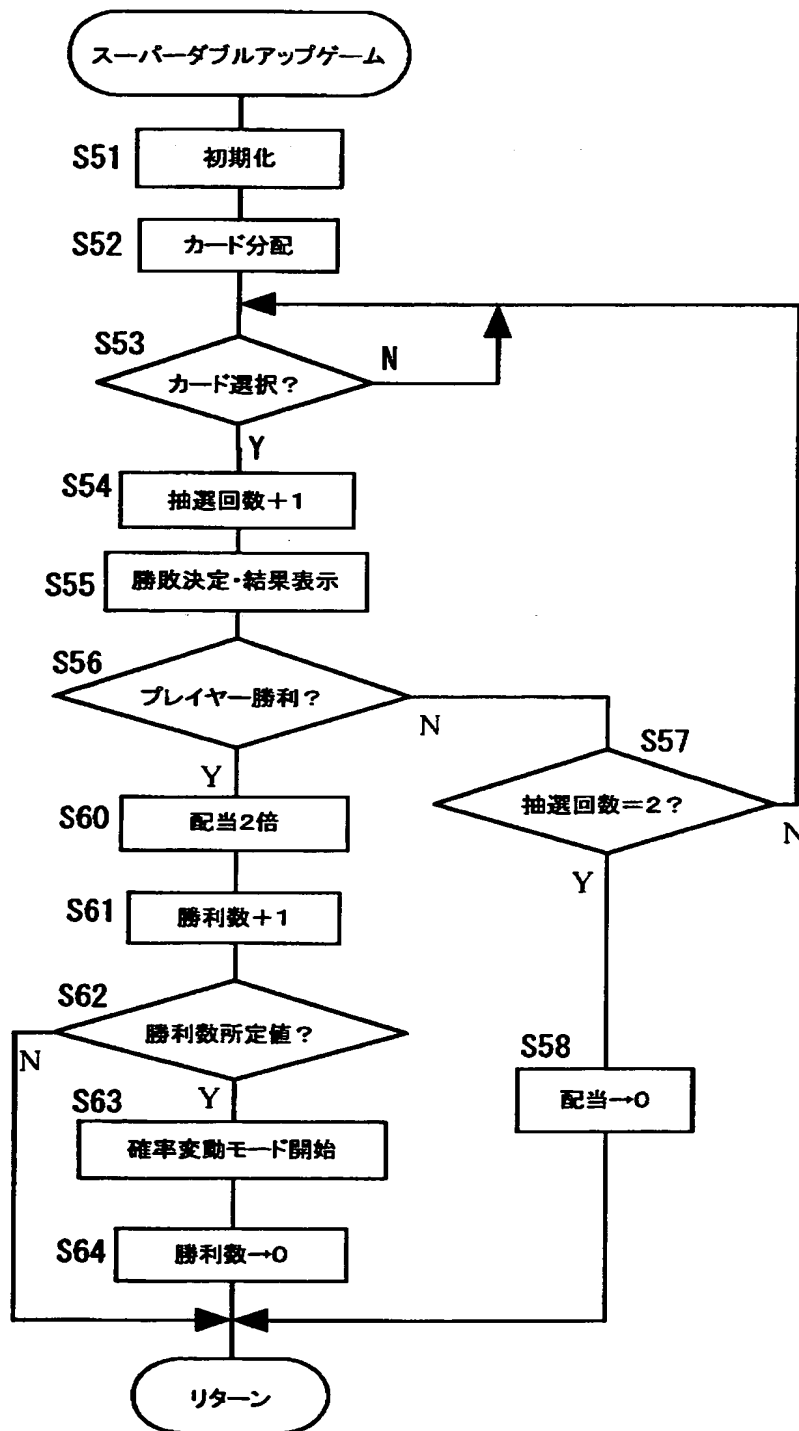 スーパーダブルアップゲーム
S51
初期化
S52
カード分配
S53
カード選択?
N
Y
S54
抽選回数+1
S55
勝敗決定・結果表示
S56
プレイヤー勝利?
N
Y
S57
抽選回数=2?
N
Y
S60
配当2倍
S61
勝利数+1
S62
勝利数所定値?
N
Y
S58
配当→0
S63
確率変動モード開始
S64
勝利数→0
リターン